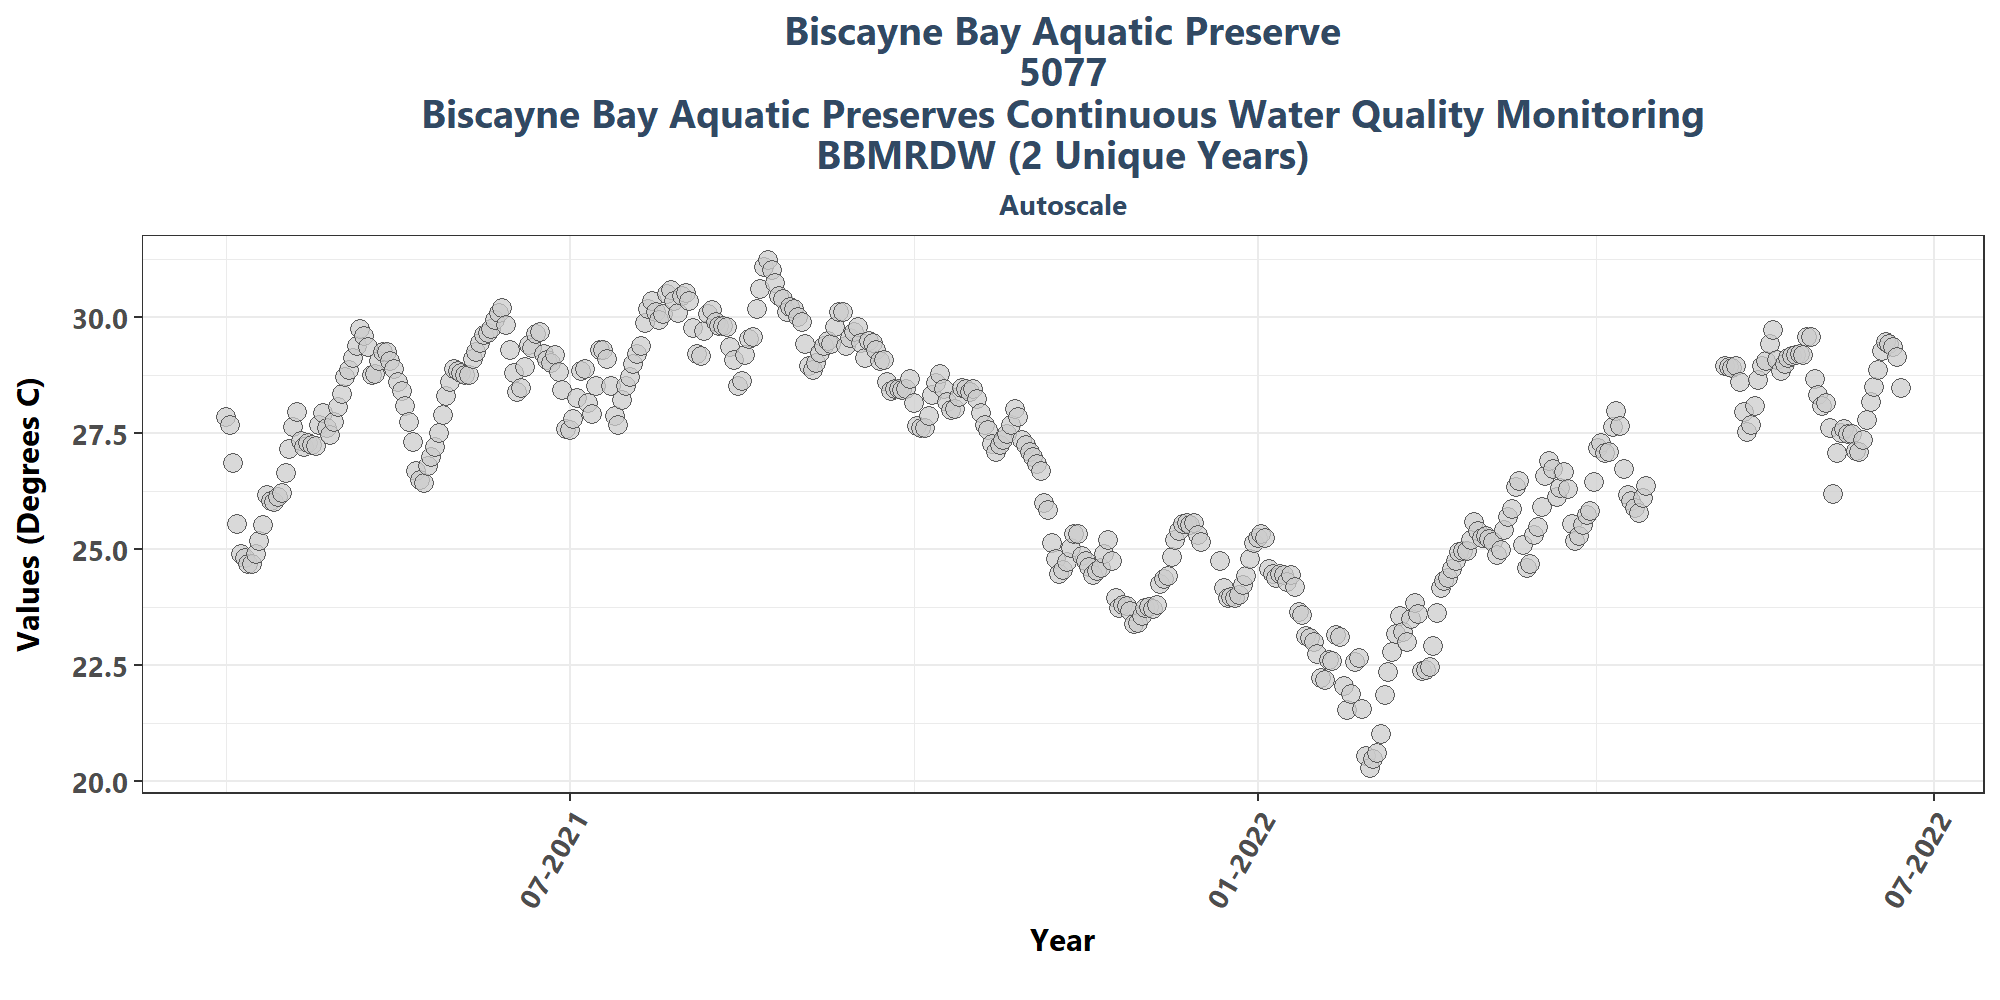 Biscayne Bay Aquatic Preserve
5077
Biscayne Bay Aquatic Preserves Continuous Water Quality Monitoring
BBMRDW (2 Unique Years)
Autoscale
Values (Degrees C)
30.0
27.5
25.0
22.5
20.0
07-2021
01-2022
07-2022
Year